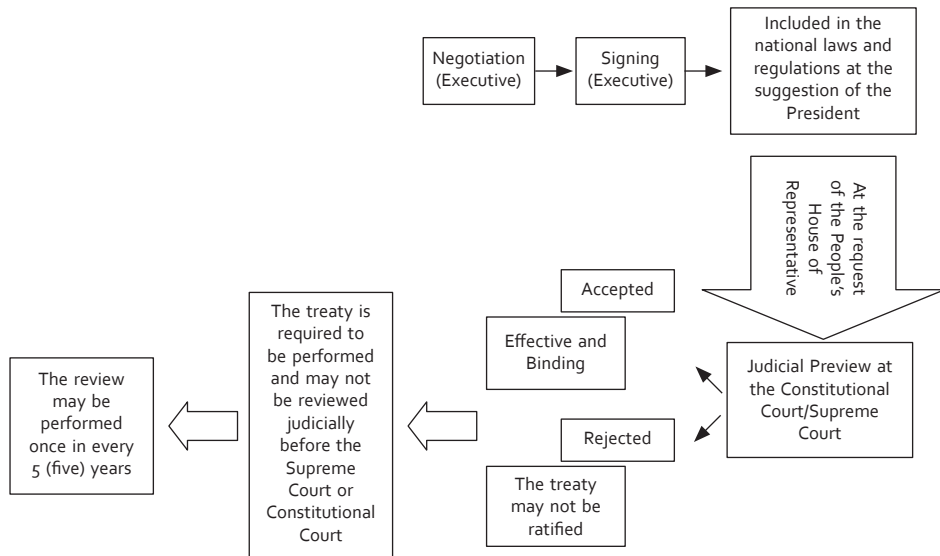 Negotiation
(Executive)
Signing
(Executive)
Included in the
national laws and
regulations at the
suggestion of the
President
At the request
of the People's
House of
Representative
Judicial Preview at
the Constitutional
Court/Supreme
Court
Accepted
Effective and
Binding
Rejected
The treaty
may not be
ratified
The treaty is
required to
be performed
and may not
be reviewed
judicially
before the
Supreme
Court or
Constitutional
Court
The review
may be
performed
once in every
5 (five) years